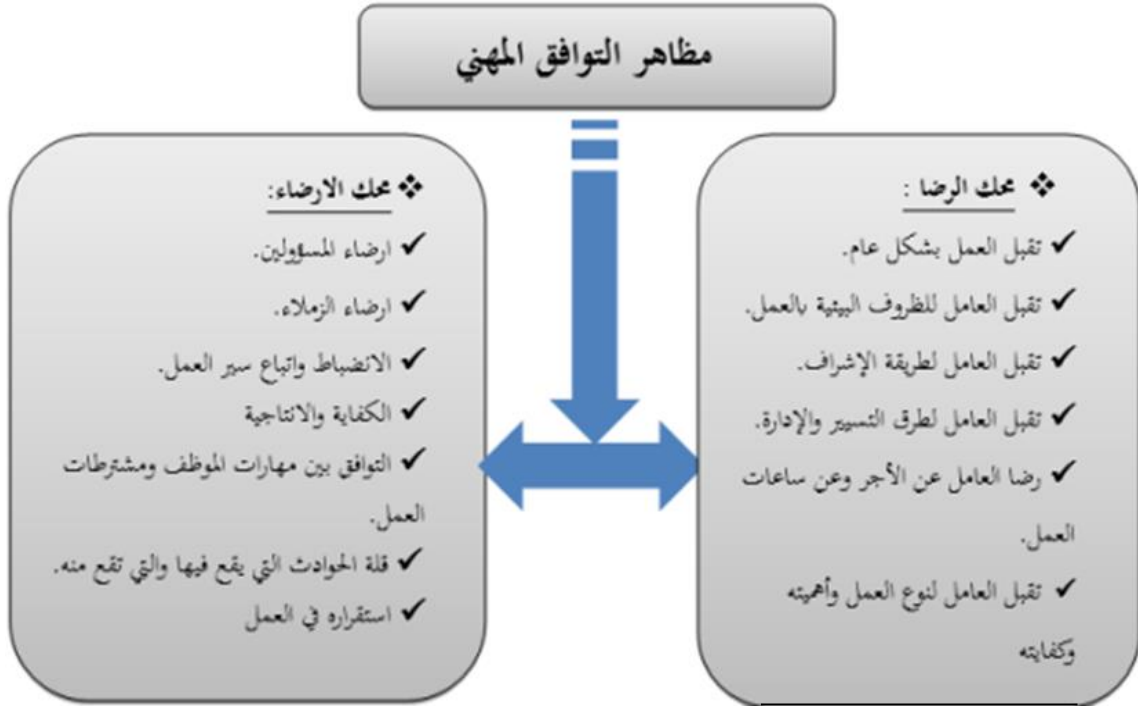 مظاهر التوافق المهني
❖ محك الرضا :
✓ تقبل العمل بشكل عام.
✓ تقبل العامل للظروف البيئية بالعمل.
✓ تقبل العامل لطريقة الإشراف.
✓ تقبل العامل لطرق التسيير والإدارة.
✓ رضا العامل عن الأجر وعن ساعات
العمل.
✓ تقبل العامل لنوع العمل وأهميته
وكفايته
❖ محك الارضاء:
✓ ارضاء المسؤولين.
✓ ارضاء الزملاء.
✓ الانضباط واتباع سير العمل.
✓ الكفاية والانتاجية
✓ التوافق بين مهارات الموظف ومشترطات
العمل.
✓ قلة الحوادث التي يقع فيها والتي تقع منه.
✓ استقراره في العمل